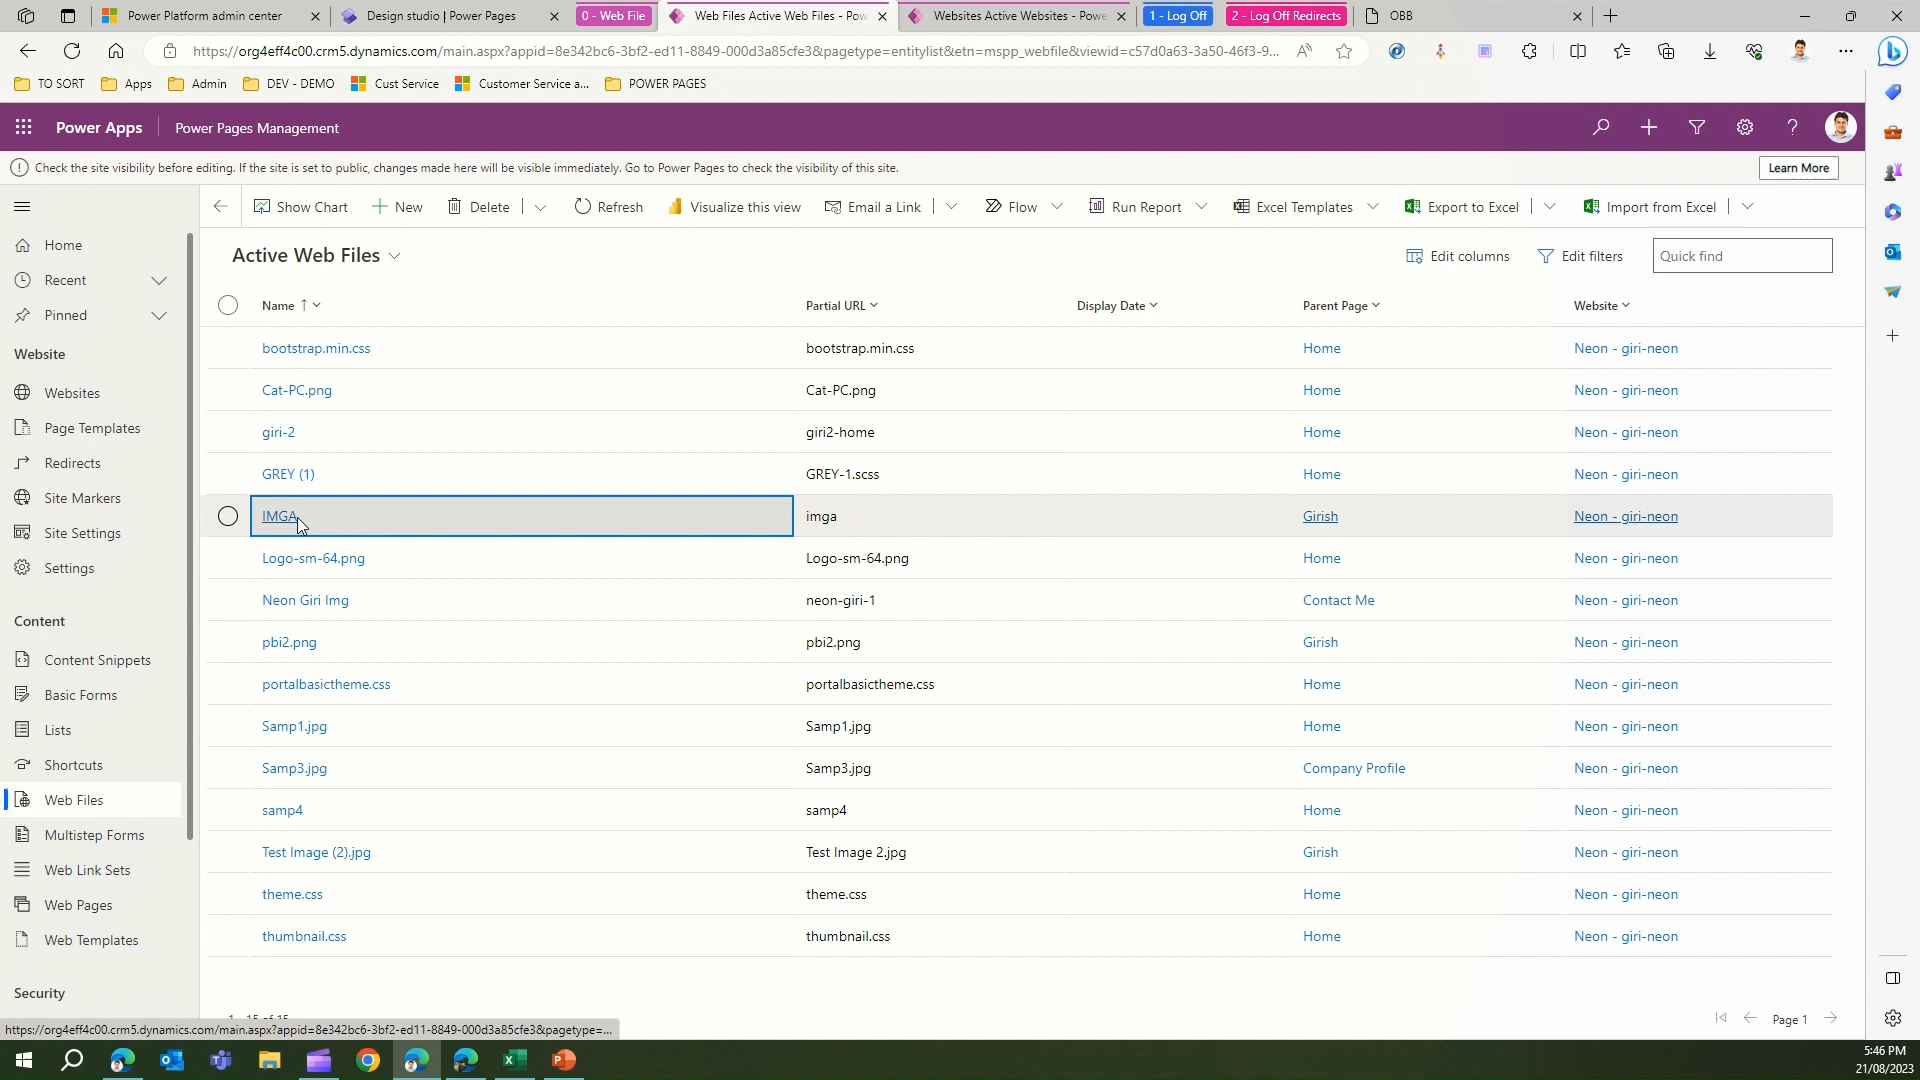 Power Platform admin center
Design studio | Power Pages
0 - Web File
Web Files Active Web Files - Pow
Websites Active Websites - Powe
1 - Log Off
2 - Log Off Redirects
OBB
https://org4eff4c00.crm5.dynamics.com/main.aspx?appid=8e342bc6-3bf2-ed11-8849-000d3a85cfe3&pagetype=entitylist&etn=mspp_webfile&viewid=c57d0a63-3a50-46f3-9...
TO SORT
Apps
Admin
DEV - DEMO
Cust Service
Customer Service a...
POWER PAGES
Power Apps
Power Pages Management
Check the site visibility before editing. If the site is set to public, changes made here will be visible immediately. Go to Power Pages to check the visibility of this site.
Learn More
Show Chart
New
Delete
Refresh
Visualize this view
Email a Link
Flow
Run Report
Excel Templates
Export to Excel
Import from Excel
Home
Recent
Pinned
Website
Websites
Page Templates
Redirects
Site Markers
Site Settings
Settings
Content
Content Snippets
Basic Forms
Lists
Shortcuts
Web Files
Multistep Forms
Web Link Sets
Web Pages
Web Templates
Security
Active Web Files
Edit columns
Edit filters
Quick find
Name ↑ Partial URL Display Date Parent Page Website
bootstrap.min.css bootstrap.min.css Home Neon - giri-neon
Cat-PC.png Cat-PC.png Home Neon - giri-neon
giri-2 giri2-home Home Neon - giri-neon
GREY (1) GREY-1.scss Home Neon - giri-neon
IMGA imga Girish Neon - giri-neon
Logo-sm-64.png Logo-sm-64.png Home Neon - giri-neon
Neon Giri Img neon-giri-1 Contact Me Neon - giri-neon
pbi2.png pbi2.png Girish Neon - giri-neon
portalbasictheme.css portalbasictheme.css Home Neon - giri-neon
Samp1.jpg Samp1.jpg Home Neon - giri-neon
Samp3.jpg Samp3.jpg Company Profile Neon - giri-neon
samp4 samp4 Home Neon - giri-neon
Test Image (2).jpg Test Image 2.jpg Girish Neon - giri-neon
theme.css theme.css Home Neon - giri-neon
thumbnail.css thumbnail.css Home Neon - giri-neon
1 - 15 of 15
Page 1
https://org4eff4c00.crm5.dynamics.com/main.aspx?appid=8e342bc6-3bf2-ed11-8849-000d3a85cfe3&pagetype=...
5:46 PM
21/08/2023